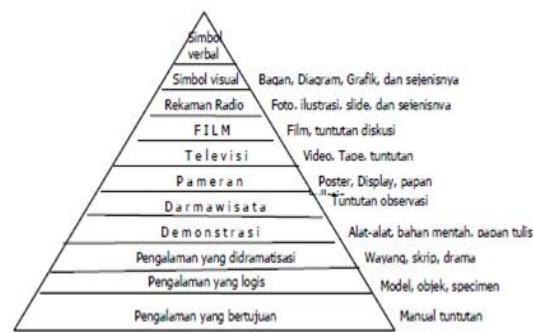 Simbol
verbal
Simbol visual Bagan, Diagram, Grafik, dan sejenisnya
Rekaman Radio Foto, ilustrasi, slide, dan sejenisnya
FILM Film, tuntutan diskusi
Televisi Video, Tape, tuntutan
Pameran Poster, Display, papan
Darmawisata Tuntutan observasi
Demonstrasi Alat-alat, bahan mentah, papan tulis
Pengalaman yang didramatisasi Wayang, skrip, drama
Pengalaman yang logis Model, objek, specimen
Pengalaman yang bertujuan Manual tuntutan